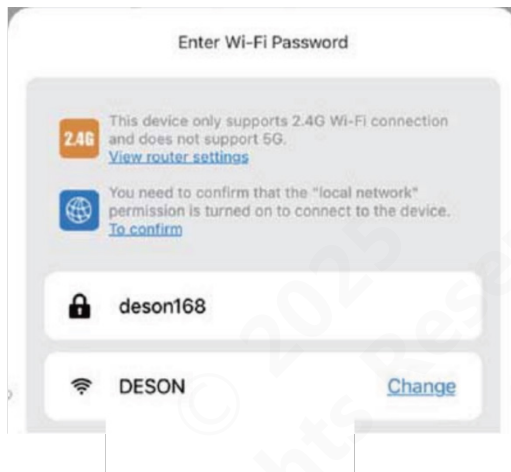 Enter Wi-Fi Password
2.4G
This device only supports 2.4G Wi-Fi connection
and does not support 5G.
View router settings
You need to confirm that the "local network"
permission is turned on to connect to the device.
To confirm
deson168
DESON Change
© 2025